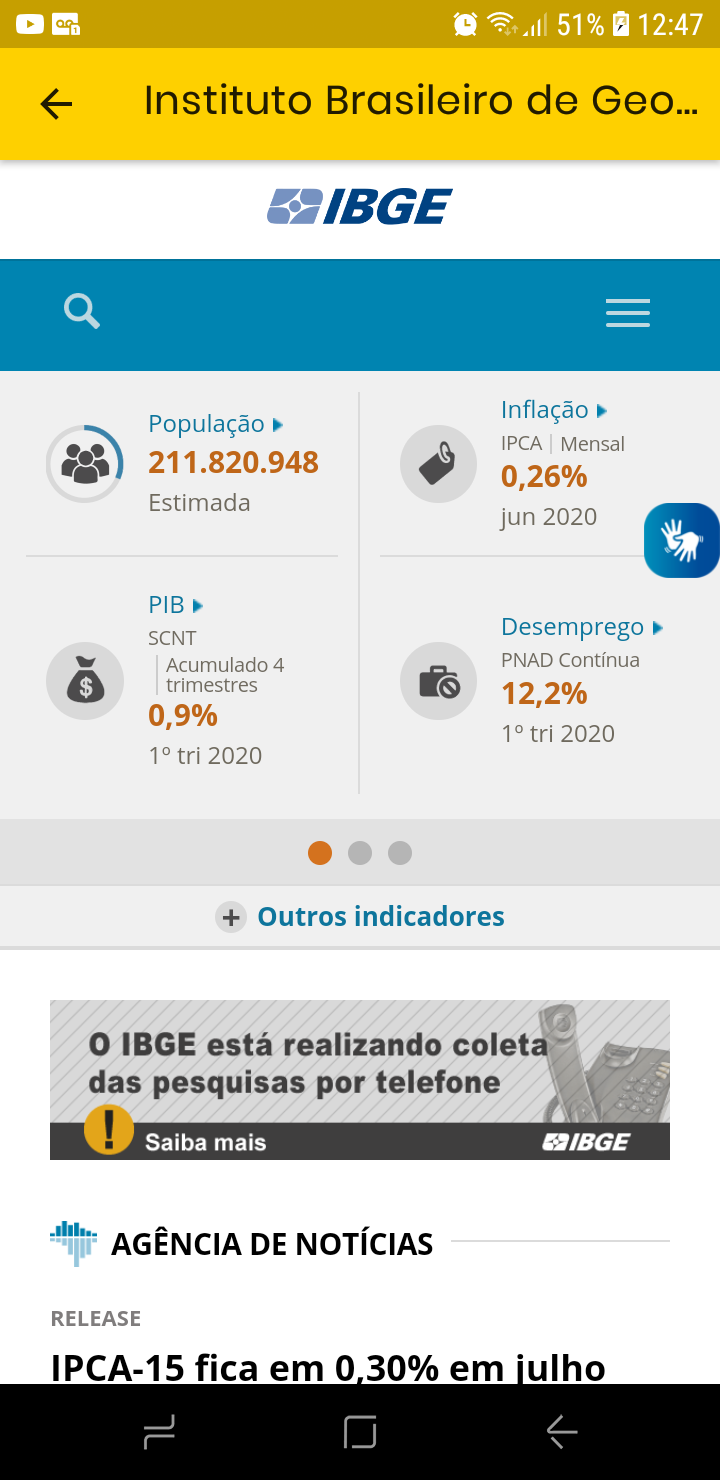 51% 12:47
Instituto Brasileiro de Geo...
IBGE
População
211.820.948
Estimada
Inflação
IPCA | Mensal
0,26%
jun 2020
PIB
SCNT
Acumulado 4
trimestres
0,9%
1º tri 2020
Desemprego
PNAD Contínua
12,2%
1º tri 2020
+ Outros indicadores
O IBGE está realizando coleta
das pesquisas por telefone
! Saiba mais
IBGE
AGÊNCIA DE NOTÍCIAS
RELEASE
IPCA-15 fica em 0,30% em julho